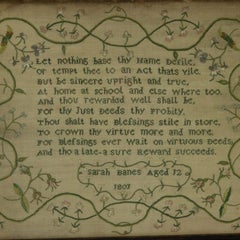 Let nothing base thy Name defile,
Or tempt thee to an Act thats vile.
But be sincere upright and true,
At home at school and else where too.
And thou rewarded well shall be,
For thy Just Deeds thy Probity,
Thou shalt have Blefsings stile in store,
To crown thy virtue more and more.
For Blefsings ever wait on virtuous Deeds,
And tho a late a sure Reward succeeds.
Sarah Banes Aged 12
1807